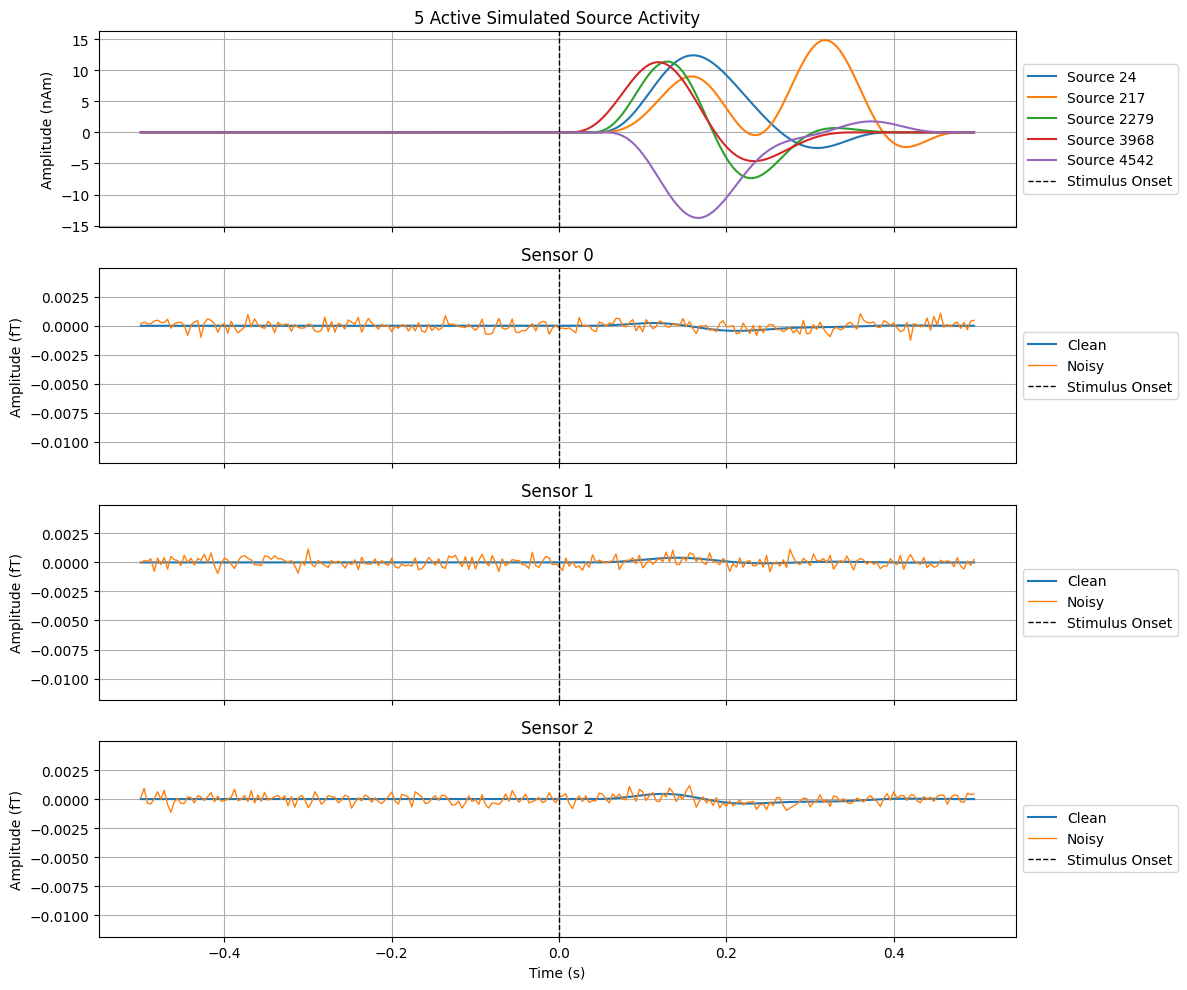 5 Active Simulated Source Activity
Amplitude (nAm)
15
10
5
0
−5
−10
−15
Source 24
Source 217
Source 2279
Source 3968
Source 4542
Stimulus Onset
Sensor 0
Amplitude (fT)
0.0025
0.0000
−0.0025
−0.0050
−0.0075
−0.0100
Clean
Noisy
Stimulus Onset
Sensor 1
Amplitude (fT)
0.0025
0.0000
−0.0025
−0.0050
−0.0075
−0.0100
Clean
Noisy
Stimulus Onset
Sensor 2
Amplitude (fT)
0.0025
0.0000
−0.0025
−0.0050
−0.0075
−0.0100
Clean
Noisy
Stimulus Onset
−0.4 −0.2 0.0 0.2 0.4
Time (s)